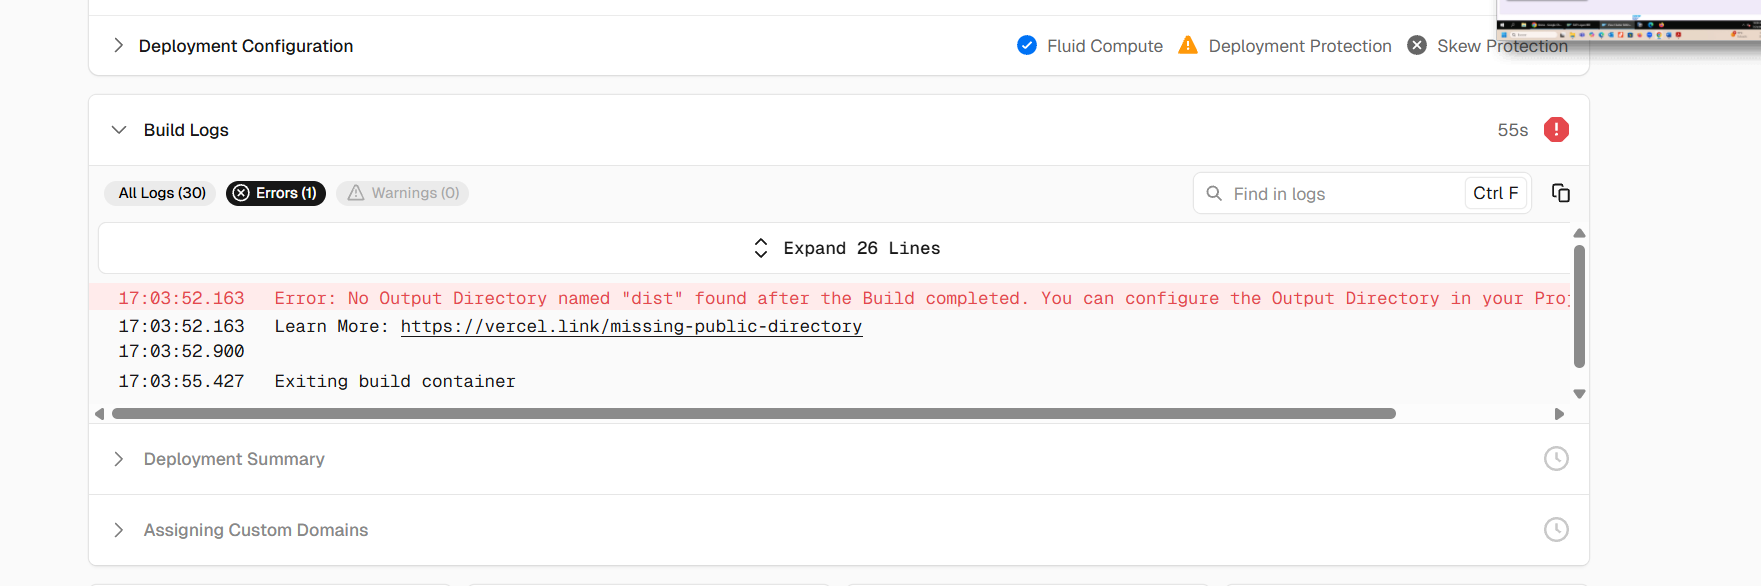 Deployment Configuration
Fluid Compute
Deployment Protection
Skew Protection
Build Logs
55s
All Logs (30)
Errors (1)
Warnings (0)
Find in logs
Ctrl F
Expand 26 Lines
17:03:52.163 Error: No Output Directory named "dist" found after the Build completed. You can configure the Output Directory in your
17:03:52.163 Learn More: https://vercel.link/missing-public-directory
17:03:52.900
17:03:55.427 Exiting build container
Deployment Summary
Assigning Custom Domains